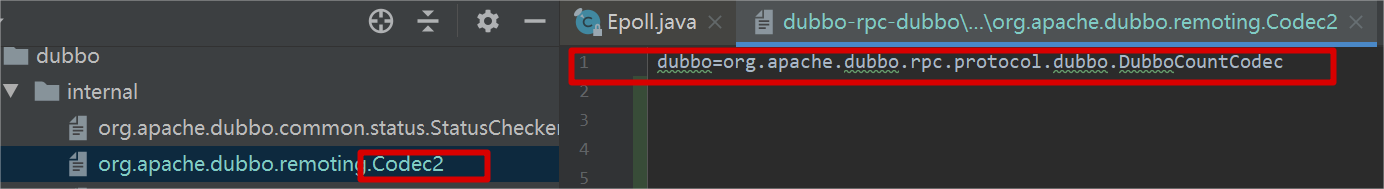 dubbo
internal
org.apache.dubbo.common.status.StatusChecker
org.apache.dubbo.remoting.Codec2
Epoll.java
dubbo-rpc-dubbo\...\org.apache.dubbo.remoting.Codec2
1 dubbo=org.apache.dubbo.rpc.protocol.dubbo.DubboCountCodec
2
3
4
5